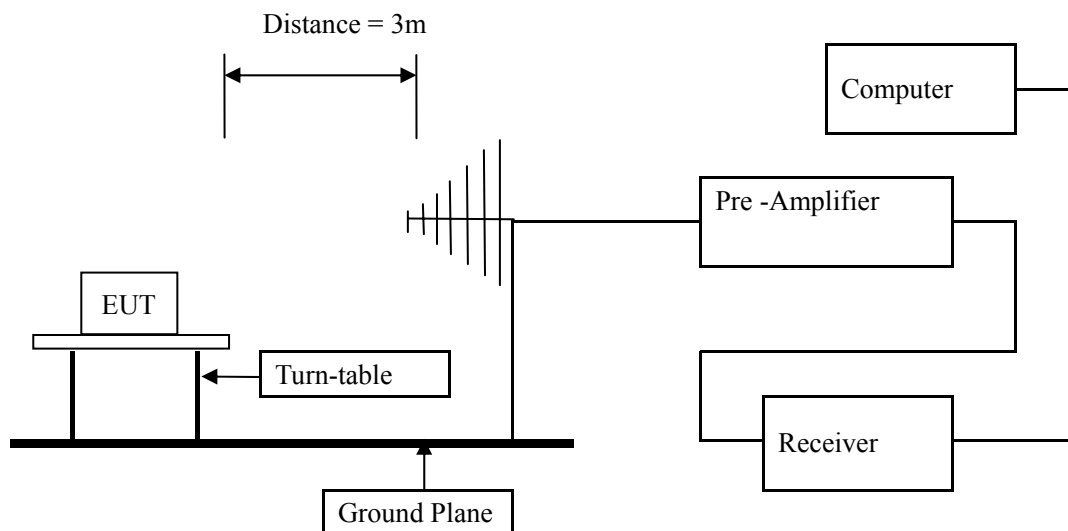 Distance = 3m
Computer
Pre -Amplifier
EUT
Turn-table
Receiver
Ground Plane